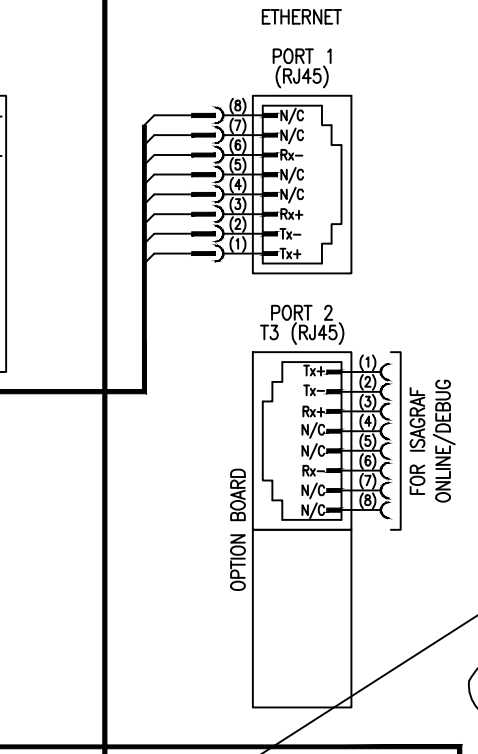 ETHERNET
PORT 1
(RJ45)
(8) N/C
(7) N/C
(6) Rx-
(5) N/C
(4) N/C
(3) Rx+
(2) Tx-
(1) Tx+
PORT 2
T3 (RJ45)
Tx+ (1)
Tx- (2)
Rx+ (3)
N/C (4)
N/C (5)
Rx- (6)
N/C (7)
N/C (8)
FOR ISAGRAF
ONLINE/DEBUG
OPTION BOARD